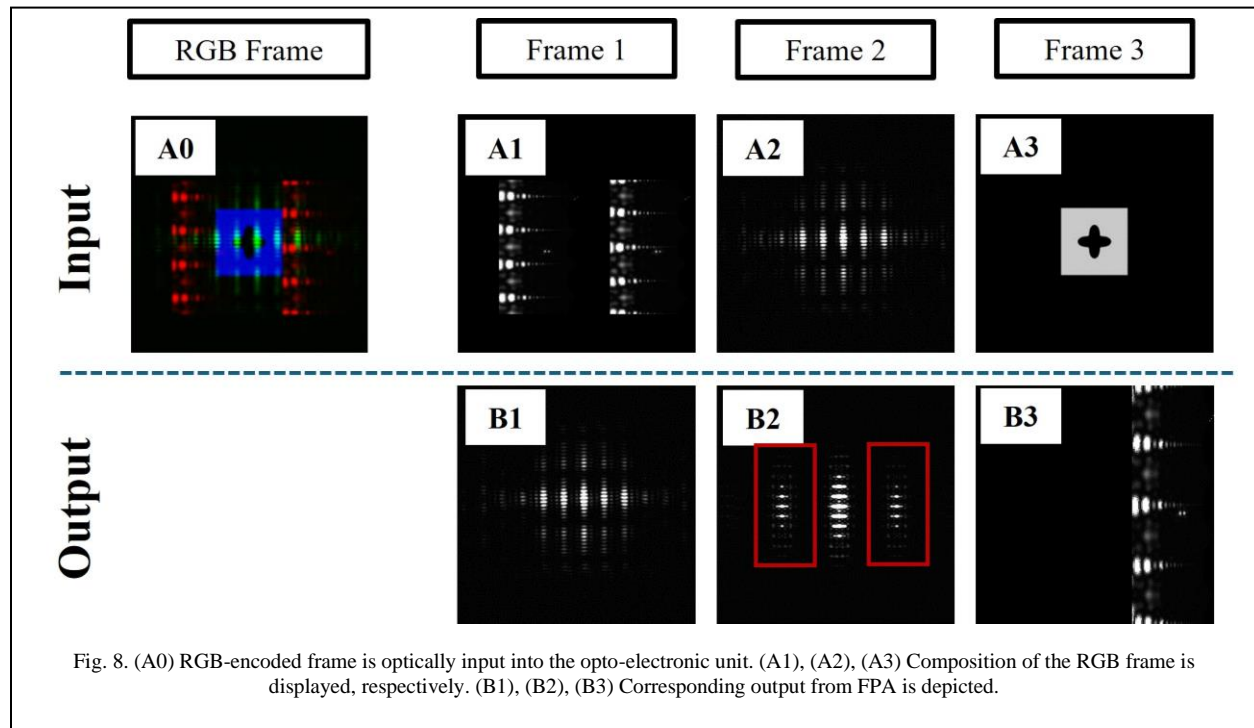 RGB Frame
Frame 1
Frame 2
Frame 3
Input
A0
A1
A2
A3
Output
B1
B2
B3
Fig. 8. (A0) RGB-encoded frame is optically input into the opto-electronic unit. (A1), (A2), (A3) Composition of the RGB frame is
displayed, respectively. (B1), (B2), (B3) Corresponding output from FPA is depicted.